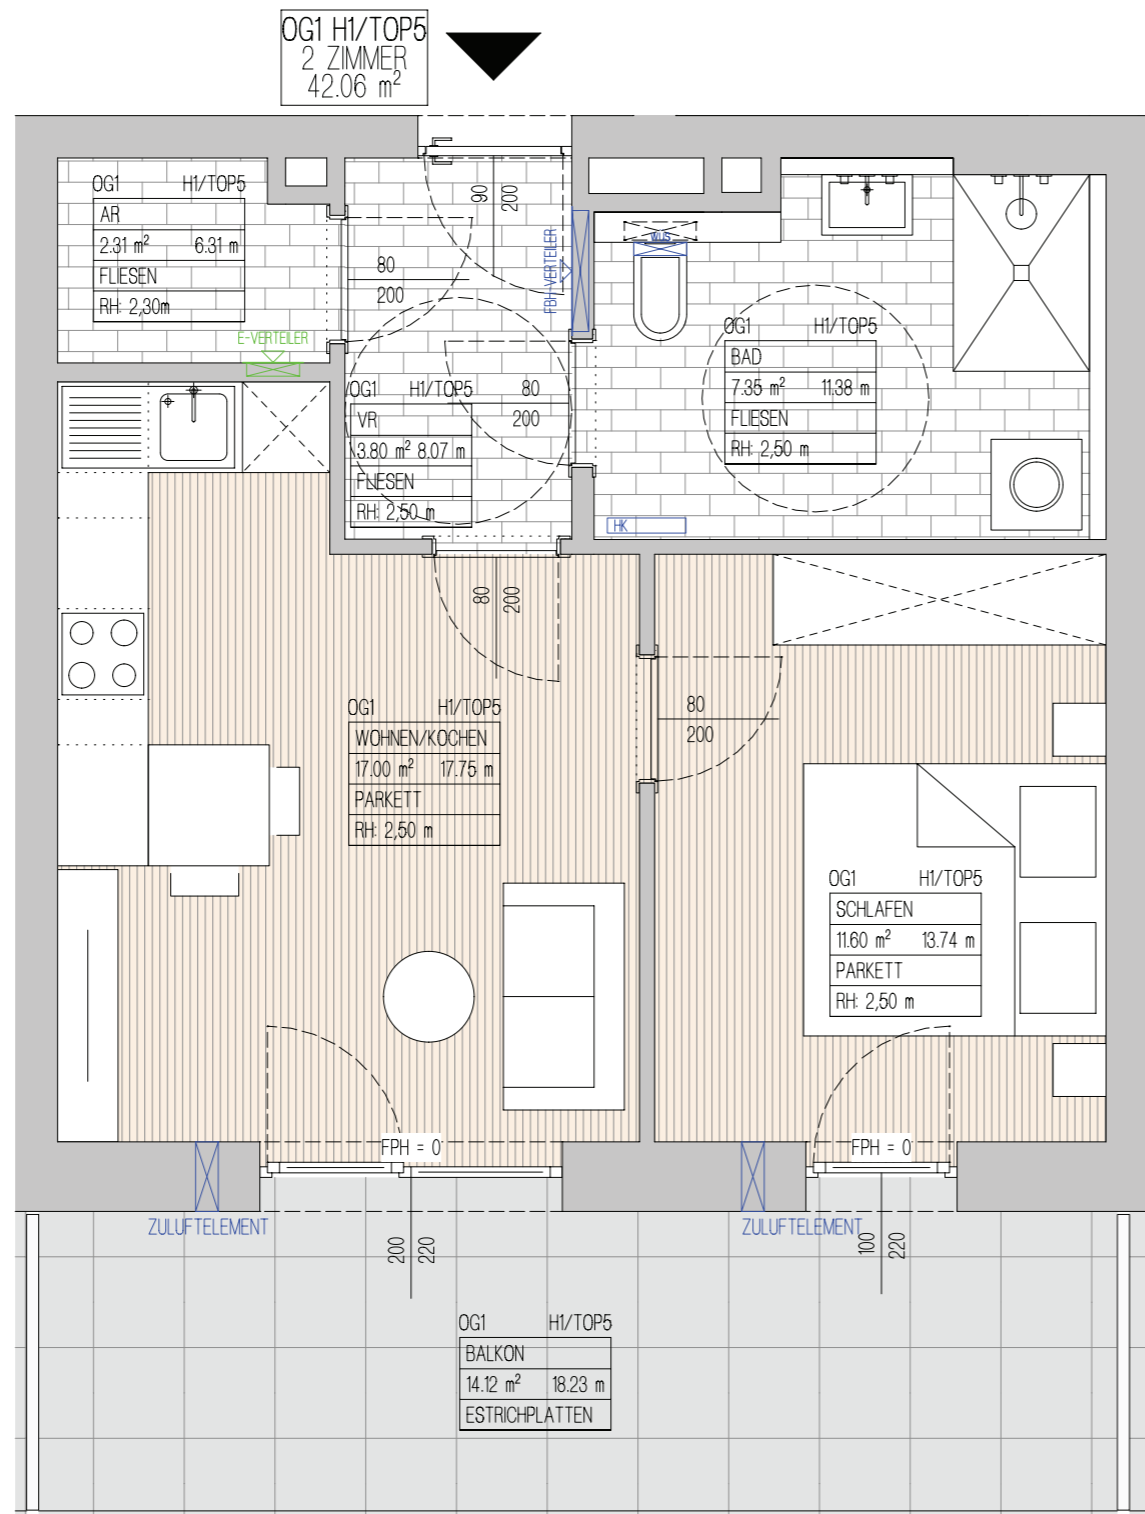 OG1 H1/TOP5
2 ZIMMER
42.06 m²
OG1 H1/TOP5
AR
2.31 m² 6.31 m
FLIESEN
RH: 2,30m
E-VERTEILER
90
200
80
200
FBH-VERTEILER
WUS
OG1 H1/TOP5
VR
3.80 m² 8.07 m
FLIESEN
RH: 2,50 m
80
200
OG1 H1/TOP5
BAD
7.35 m² 11.38 m
FLIESEN
RH: 2,50 m
HK
80
200
OG1 H1/TOP5
WOHNEN/KOCHEN
17.00 m² 17.75 m
PARKETT
RH: 2,50 m
80
200
OG1 H1/TOP5
SCHLAFEN
11.60 m² 13.74 m
PARKETT
RH: 2,50 m
FPH = 0
FPH = 0
ZULUFTELEMENT
ZULUFTELEMENT
200
220
100
220
OG1 H1/TOP5
BALKON
14.12 m² 18.23 m
ESTRICHPLATTEN